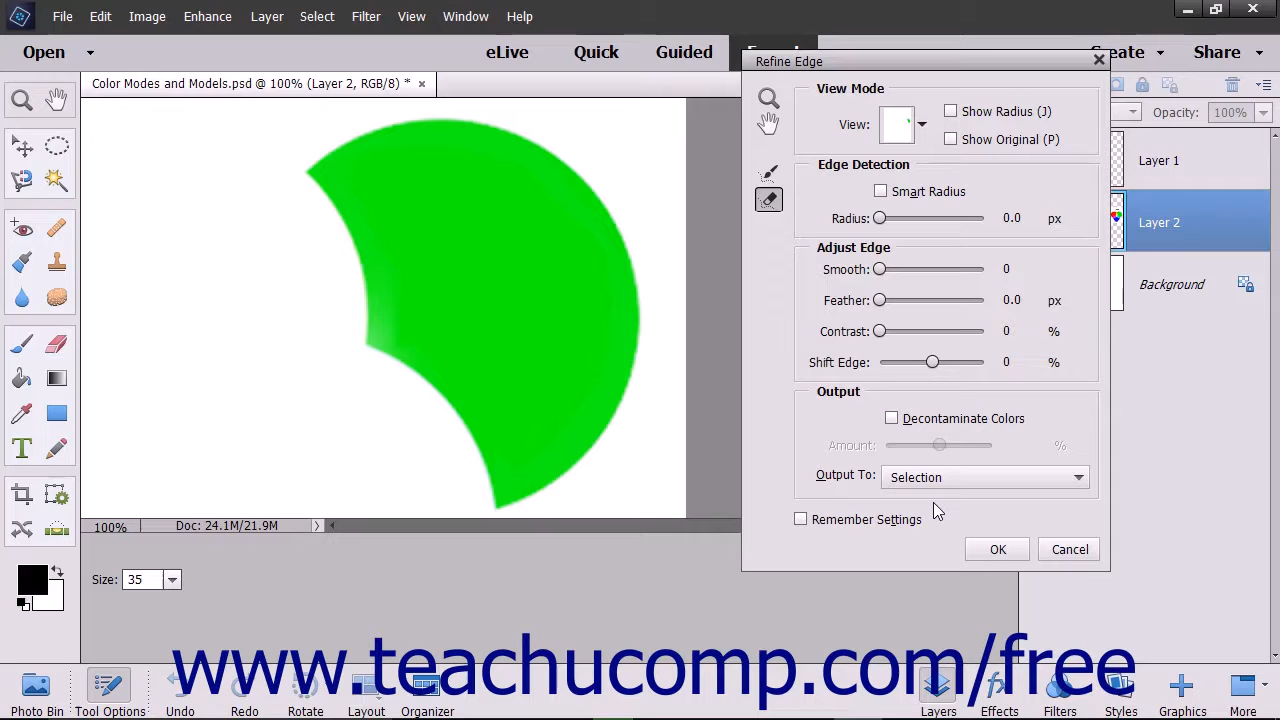 File Edit Image Enhance Layer Select Filter View Window Help
Open eLive Quick Guided Create Share
Color Modes and Models.psd @ 100% (Layer 2, RGB/8) * ×
Opacity: 100%
Refine Edge
View Mode
View:
Show Radius (J)
Show Original (P)
Edge Detection
Smart Radius
Radius: 0.0 px
Adjust Edge
Smooth: 0
Feather: 0.0 px
Contrast: 0 %
Shift Edge: 0 %
Output
Decontaminate Colors
Amount: %
Output To: Selection
Remember Settings
OK Cancel
Layer 1
Layer 2
Background
100% Doc: 24.1M/21.9M
Size: 35
www.teachucomp.com/free
Photo Bin Tool Options Undo Redo Rotate Layout Organizer Layers Effects Filters Styles Graphics More